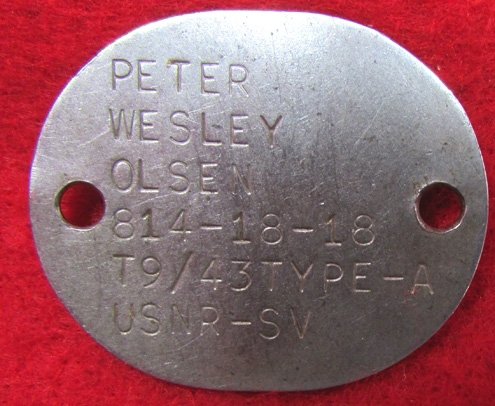 PETER
WESLEY
OLSEN
814-18-18
T9/43TYPE-A
USNR-SV